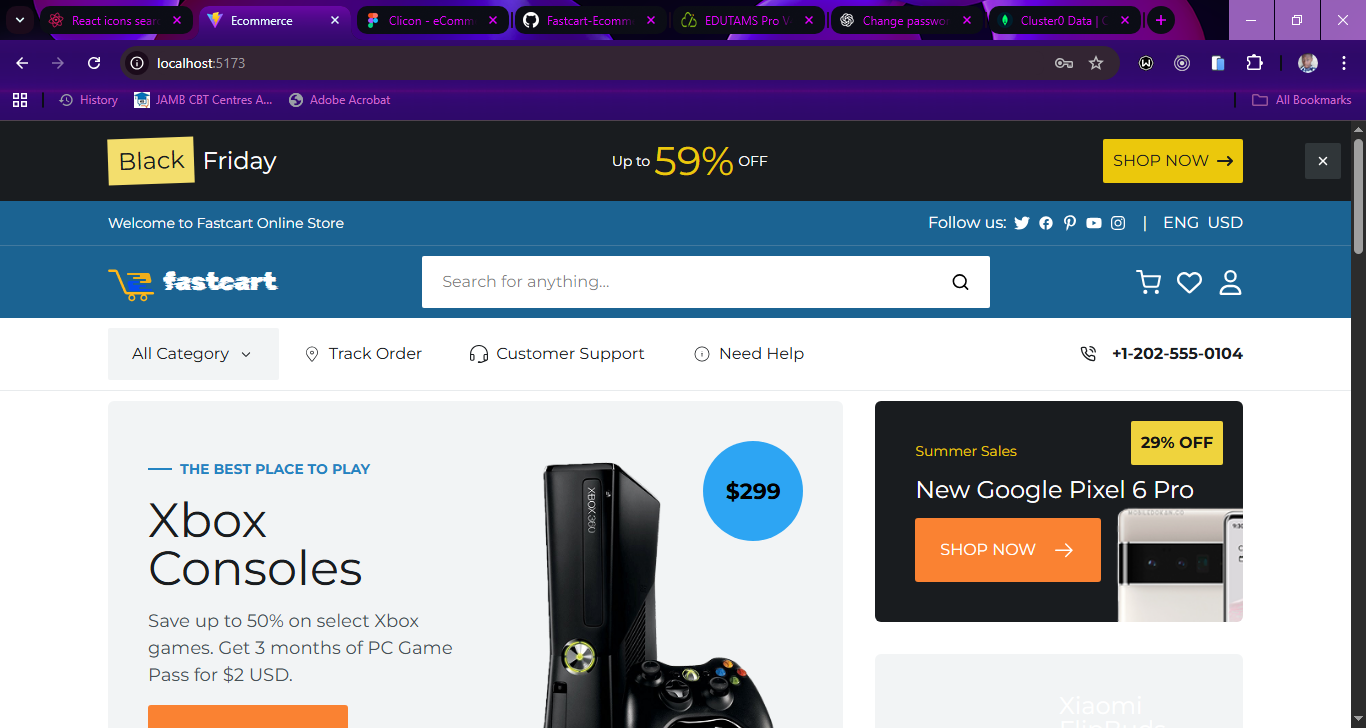 React icons sear
Ecommerce
Clicon - eComm
Fastcart-Ecomm
EDUTAMS Pro V
Change passwor
Cluster0 Data | C
localhost:5173
History
JAMB CBT Centres A...
Adobe Acrobat
All Bookmarks
Black Friday
Up to 59% OFF
SHOP NOW
Welcome to Fastcart Online Store
Follow us:
| ENG USD
fastcart
Search for anything...
All Category
Track Order
Customer Support
Need Help
+1-202-555-0104
THE BEST PLACE TO PLAY
Xbox
Consoles
Save up to 50% on select Xbox
games. Get 3 months of PC Game
Pass for $2 USD.
XBOX 360
$299
Summer Sales
29% OFF
New Google Pixel 6 Pro
SHOP NOW
Xiaomi
FlipBuds